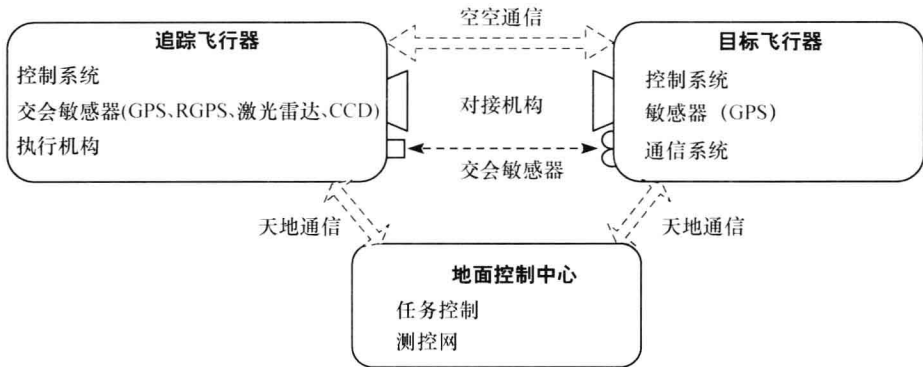 空空通信
追踪飞行器
控制系统
交会敏感器(GPS、RGPS、激光雷达、CCD)
执行机构
对接机构
交会敏感器
目标飞行器
控制系统
敏感器（GPS）
通信系统
天地通信
天地通信
地面控制中心
任务控制
测控网